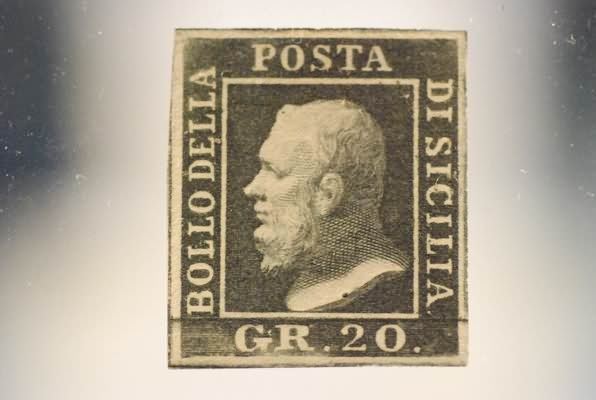 BOLLO DELLA
POSTA
DI SICILIA
GR. 20.